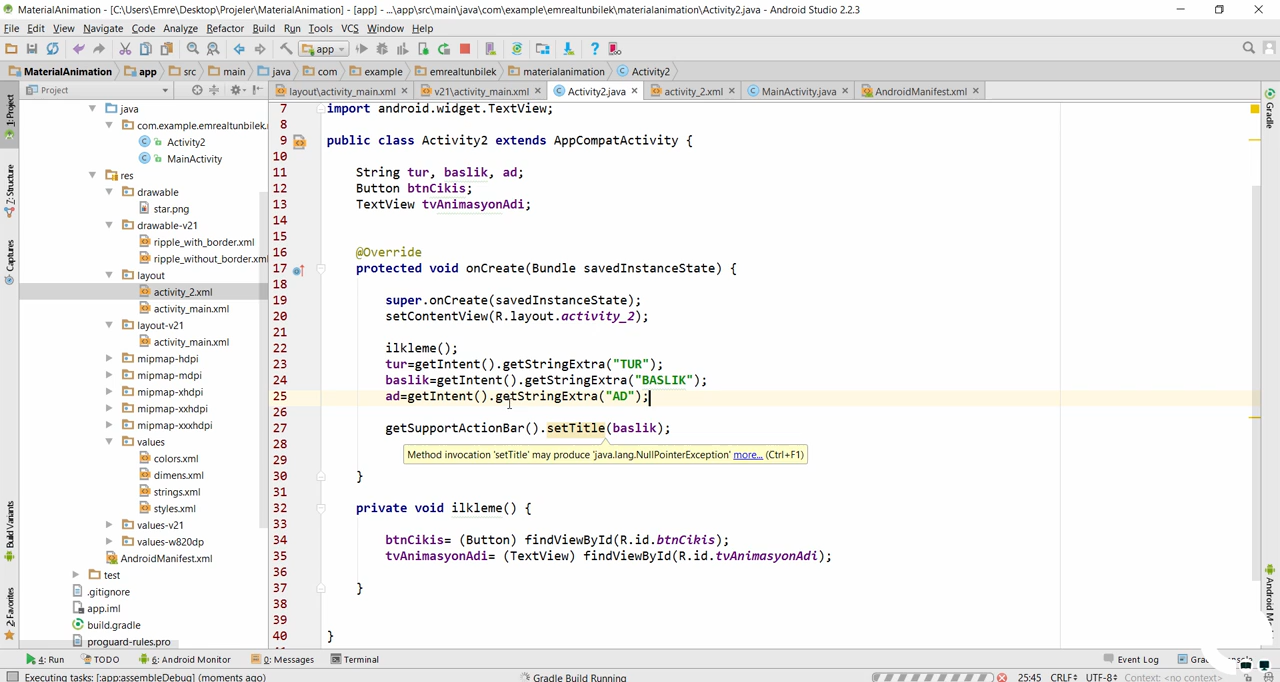 MaterialAnimation - [C:\Users\Emre\Desktop\Projeler\MaterialAnimation] - [app] - ...\app\src\main\java\com\example\emrealtunbilek\materialanimation\Activity2.java - Android Studio 2.2.3
File Edit View Navigate Code Analyze Refactor Build Run Tools VCS Window Help
app
MaterialAnimation app src main java com example emrealtunbilek materialanimation Activity2
Project
layout\activity_main.xml v21\activity_main.xml Activity2.java activity_2.xml MainActivity.java AndroidManifest.xml
1: Project
Z: Structure
Captures
Build Variants
2: Favorites
java
com.example.emrealtunbilek.
Activity2
MainActivity
res
drawable
star.png
drawable-v21
ripple_with_border.xml
ripple_without_border.xml
layout
activity_2.xml
activity_main.xml
layout-v21
activity_main.xml
mipmap-hdpi
mipmap-mdpi
mipmap-xhdpi
mipmap-xxhdpi
mipmap-xxxhdpi
values
colors.xml
dimens.xml
strings.xml
styles.xml
values-v21
values-w820dp
AndroidManifest.xml
test
.gitignore
app.iml
build.gradle
proguard-rules.pro
7 import android.widget.TextView;
8
9 public class Activity2 extends AppCompatActivity {
10
11 String tur, baslik, ad;
12 Button btnCikis;
13 TextView tvAnimasyonAdi;
14
15
16 @Override
17 protected void onCreate(Bundle savedInstanceState) {
18
19 super.onCreate(savedInstanceState);
20 setContentView(R.layout.activity_2);
21
22 ilkleme();
23 tur=getIntent().getStringExtra("TUR");
24 baslik=getIntent().getStringExtra("BASLIK");
25 ad=getIntent().getStringExtra("AD");
26
27 getSupportActionBar().setTitle(baslik);
28
Method invocation 'setTitle' may produce 'java.lang.NullPointerException' more... (Ctrl+F1)
29
30 }
31
32 private void ilkleme() {
33
34 btnCikis= (Button) findViewById(R.id.btnCikis);
35 tvAnimasyonAdi= (TextView) findViewById(R.id.tvAnimasyonAdi);
36
37 }
38
39
40 }
Gradle
4: Run TODO 6: Android Monitor 0: Messages Terminal Event Log
Executing tasks: [:app:assembleDebug] (moments ago) Gradle Build Running 25:45 CRLF UTF-8 Context: <no context>